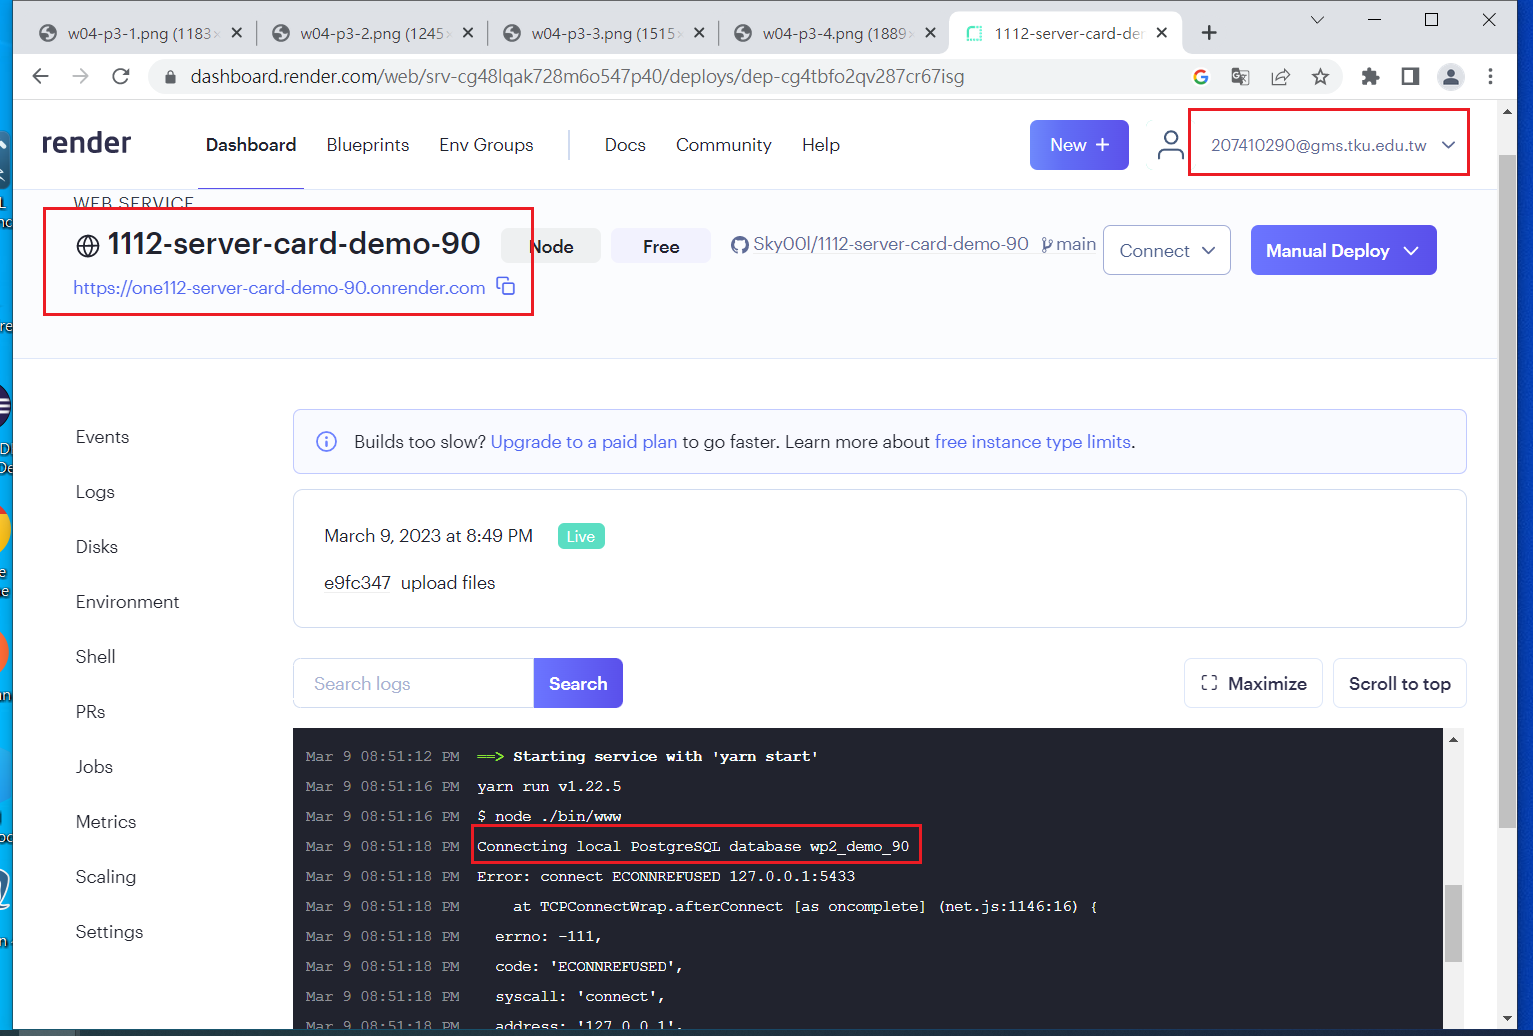 w04-p3-1.png (1183
w04-p3-2.png (1245
w04-p3-3.png (1515
w04-p3-4.png (1889
1112-server-card-der
dashboard.render.com/web/srv-cg48lqak728m6o547p40/deploys/dep-cg4tbfo2qv287cr67isg
render
Dashboard
Blueprints
Env Groups
Docs
Community
Help
New +
207410290@gms.tku.edu.tw
WEB SERVICE
1112-server-card-demo-90
Node
Free
Sky00l/1112-server-card-demo-90
main
Connect
Manual Deploy
https://one112-server-card-demo-90.onrender.com
Events
Logs
Disks
Environment
Shell
PRs
Jobs
Metrics
Scaling
Settings
Builds too slow? Upgrade to a paid plan to go faster. Learn more about free instance type limits.
March 9, 2023 at 8:49 PM Live
e9fc347 upload files
Search logs
Search
Maximize
Scroll to top
Mar 9 08:51:12 PM ==> Starting service with 'yarn start'
Mar 9 08:51:16 PM yarn run v1.22.5
Mar 9 08:51:16 PM $ node ./bin/www
Mar 9 08:51:18 PM Connecting local PostgreSQL database wp2_demo_90
Mar 9 08:51:18 PM Error: connect ECONNREFUSED 127.0.0.1:5433
Mar 9 08:51:18 PM at TCPConnectWrap.afterConnect [as oncomplete] (net.js:1146:16) {
Mar 9 08:51:18 PM errno: -111,
Mar 9 08:51:18 PM code: 'ECONNREFUSED',
Mar 9 08:51:18 PM syscall: 'connect',
Mar 9 08:51:18 PM address: '127.0.0.1',